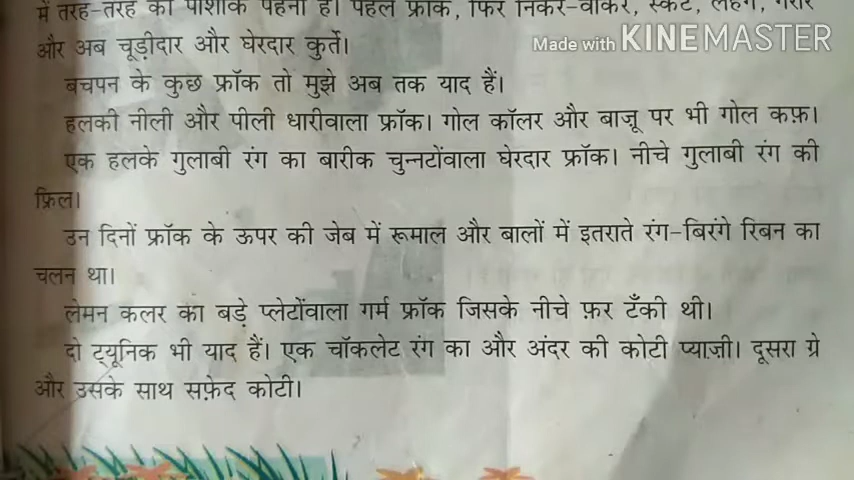 में तरह-तरह की पोशाकें पहनी हैं। पहले फ्रॉक, फिर निकर-वॉकर, स्कर्ट, लहँगे, गरारे
और अब चूड़ीदार और घेरदार कुर्ते।
Made with KINEMASTER
बचपन के कुछ फ्रॉक तो मुझे अब तक याद हैं।
हलकी नीली और पीली धारीवाला फ्रॉक। गोल कॉलर और बाजू पर भी गोल कफ़।
एक हलके गुलाबी रंग का बारीक चुन्नटोंवाला घेरदार फ्रॉक। नीचे गुलाबी रंग की
फ्रिल।
उन दिनों फ्रॉक के ऊपर की जेब में रूमाल और बालों में इतराते रंग-बिरंगे रिबन का
चलन था।
लेमन कलर का बड़े प्लेटोंवाला गर्म फ्रॉक जिसके नीचे फ़र टँकी थी।
दो ट्यूनिक भी याद हैं। एक चॉकलेट रंग का और अंदर की कोटी प्याज़ी। दूसरा ग्रे
और उसके साथ सफ़ेद कोटी।